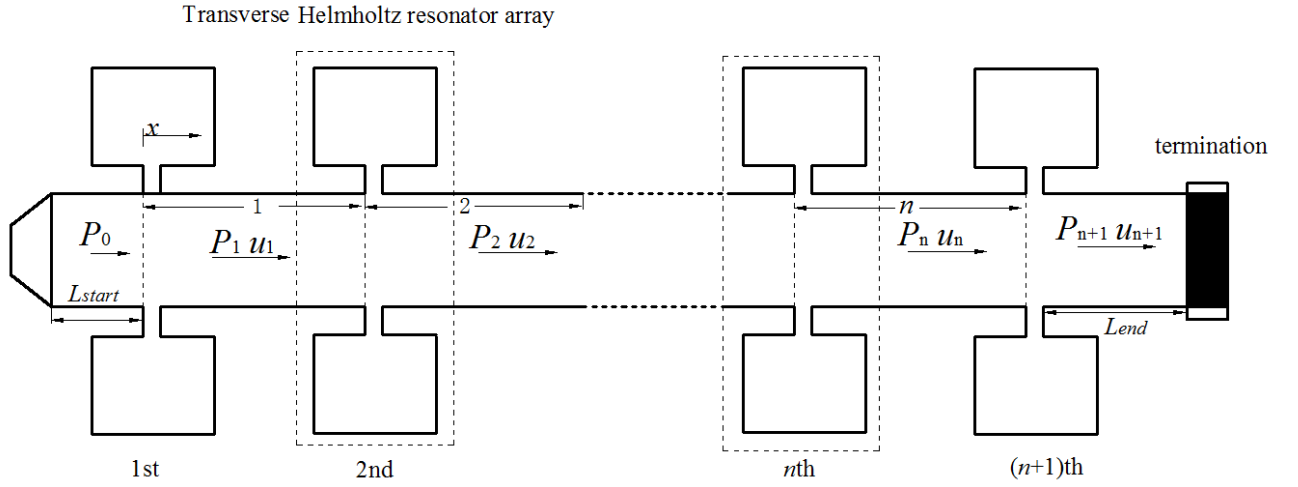 Transverse Helmholtz resonator array
x
termination
1
2
n
P0
P1 u1
P2 u2
Pn un
Pn+1 un+1
Lstart
Lend
1st
2nd
nth
(n+1)th